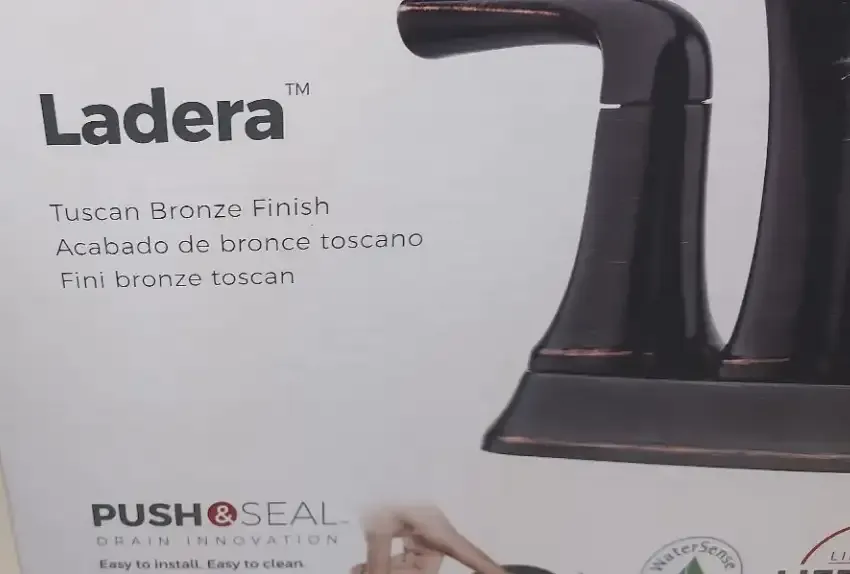 Ladera™
Tuscan Bronze Finish
Acabado de bronce toscano
Fini bronze toscan
PUSH&SEAL™
DRAIN INNOVATION
Easy to install. Easy to clean.
WaterSense